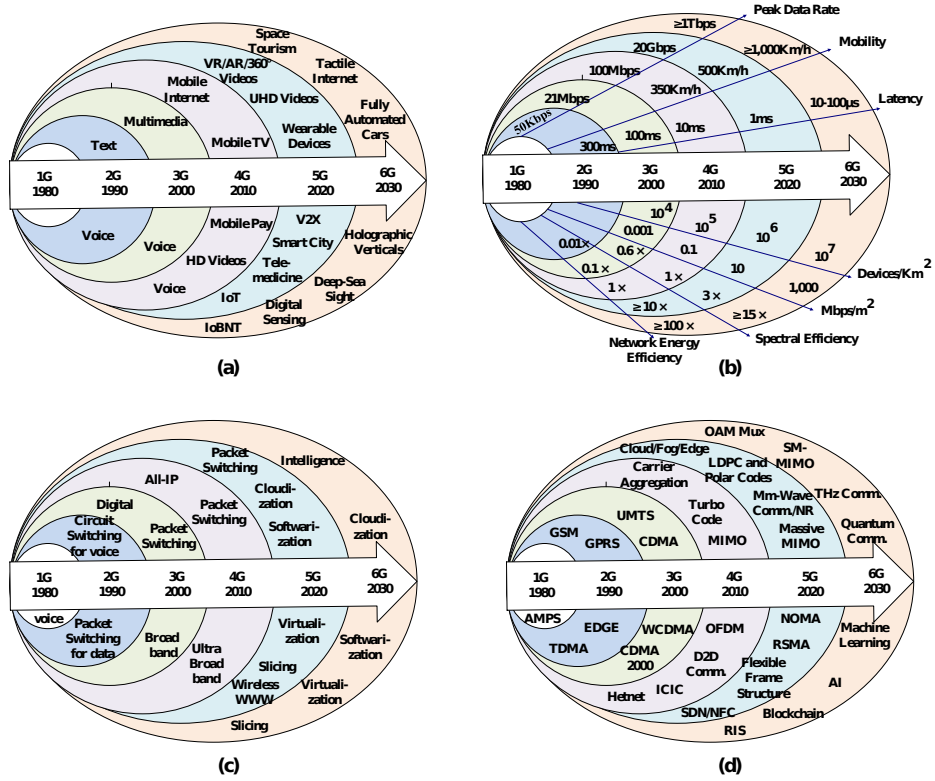 Space
Tourism
VR/AR/360°
Videos
Tactile
Internet
Mobile
Internet
UHD Videos
Fully
Automated
Cars
Multimedia
Mobile TV
Wearable
Devices
Text
1G
1980
2G
1990
3G
2000
4G
2010
5G
2020
6G
2030
Voice
Voice
Mobile Pay
V2X
Smart City
Holographic
Verticals
HD Videos
Tele-
medicine
Voice
IoT
Digital
Sensing
Deep-Sea
Sight
IoBNT
(a)
Peak Data Rate
≥1Tbps
Mobility
20Gbps
≥1,000Km/h
100Mbps
500Km/h
350Km/h
Latency
21Mbps
10-100µs
50Kbps
100ms
10ms
1ms
300ms
1G
1980
2G
1990
3G
2000
4G
2010
5G
2020
6G
2030
10^4
0.001
10^5
10^6
10^7
0.01×
0.6 ×
0.1
Devices/Km^2
0.1 ×
1 ×
10
1 ×
3 ×
1,000
Mbps/m^2
≥ 10 ×
≥ 15 ×
≥ 100 ×
Spectral Efficiency
Network Energy
Efficiency
(b)
Packet
Switching
Intelligence
All-IP
Cloudi-
zation
Digital
Packet
Switching
Circuit
Switching
for voice
Packet
Switching
Softwari-
zation
Cloudi-
zation
1G
1980
2G
1990
3G
2000
4G
2010
5G
2020
6G
2030
voice
Packet
Switching
for data
Broad
band
Ultra
Broad
band
Virtuali-
zation
Softwari-
zation
Slicing
Wireless
WWW
Virtuali-
zation
Slicing
(c)
OAM Mux
Cloud/Fog/Edge
SM-
MIMO
Carrier
Aggregation
LDPC and
Polar Codes
Mm-Wave
Comm./NR
THz Comm.
UMTS
Turbo
Code
GSM
GPRS
CDMA
MIMO
Massive
MIMO
Quantum
Comm.
1G
1980
2G
1990
3G
2000
4G
2010
5G
2020
6G
2030
AMPS
EDGE
WCDMA
OFDM
NOMA
Machine
Learning
TDMA
CDMA
2000
D2D
Comm.
RSMA
Flexible
Frame
Structure
AI
Hetnet
ICIC
SDN/NFC
Blockchain
RIS
(d)